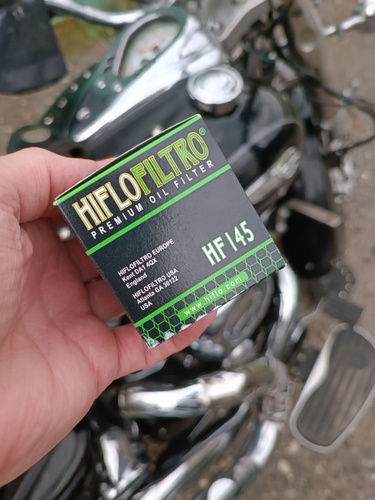 HIFLOFILTRO®
PREMIUM OIL FILTER
HF145
HIFLOFILTRO EUROPE
Kent DA1 4QX
England
HIFLOFILTRO USA
Atlanta GA 30122
USA
www.hiflo.com